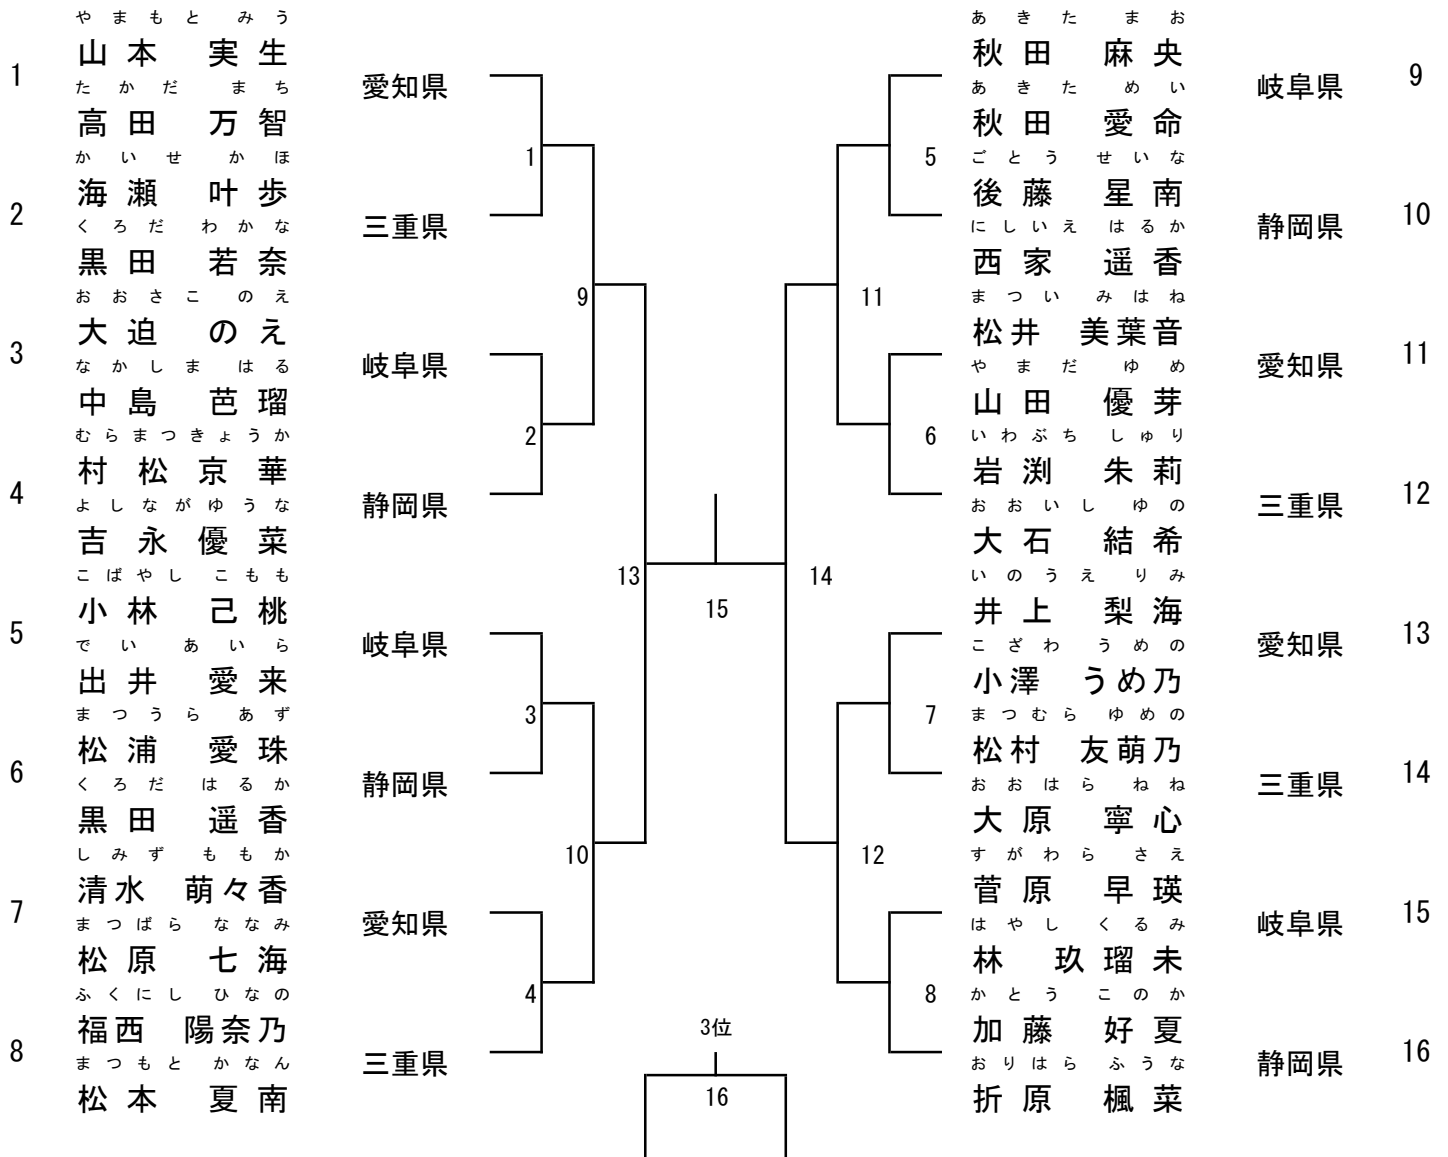 やまもと みう
山本 実生
1 愛知県
たかだ まち
高田 万智
1
かいせ かほ
海瀬 叶歩
2 三重県
くろだ わかな
黒田 若奈
9
おおさこ のえ
大迫 のえ
3 岐阜県
なかしま はる
中島 芭瑠
2
むらまつきょうか
村松京華
4 静岡県
よしながゆうな
吉永優菜
13
こばやし こもも
小林 己桃
5 岐阜県
でい あいら
出井 愛来
3
まつうら あず
松浦 愛珠
6 静岡県
くろだ はるか
黒田 遥香
10
しみず ももか
清水 萌々香
7 愛知県
まつばら ななみ
松原 七海
4
ふくにし ひなの
福西 陽奈乃
8 三重県
まつもと かなん
松本 夏南
15
3位
16
あきた まお
秋田 麻央
岐阜県 9
あきた めい
秋田 愛命
5
ごとう せいな
後藤 星南
静岡県 10
にしいえ はるか
西家 遥香
11
まつい みはね
松井 美葉音
愛知県 11
やまだ ゆめ
山田 優芽
6
いわぶち しゅり
岩渕 朱莉
三重県 12
おおいし ゆの
大石 結希
14
いのうえ りみ
井上 梨海
愛知県 13
こざわ うめの
小澤 うめ乃
7
まつむら ゆめの
松村 友萌乃
三重県 14
おおはら ねね
大原 寧心
12
すがわら さえ
菅原 早瑛
岐阜県 15
はやし くるみ
林 玖瑠未
8
かとう このか
加藤 好夏
静岡県 16
おりはら ふうな
折原 楓菜